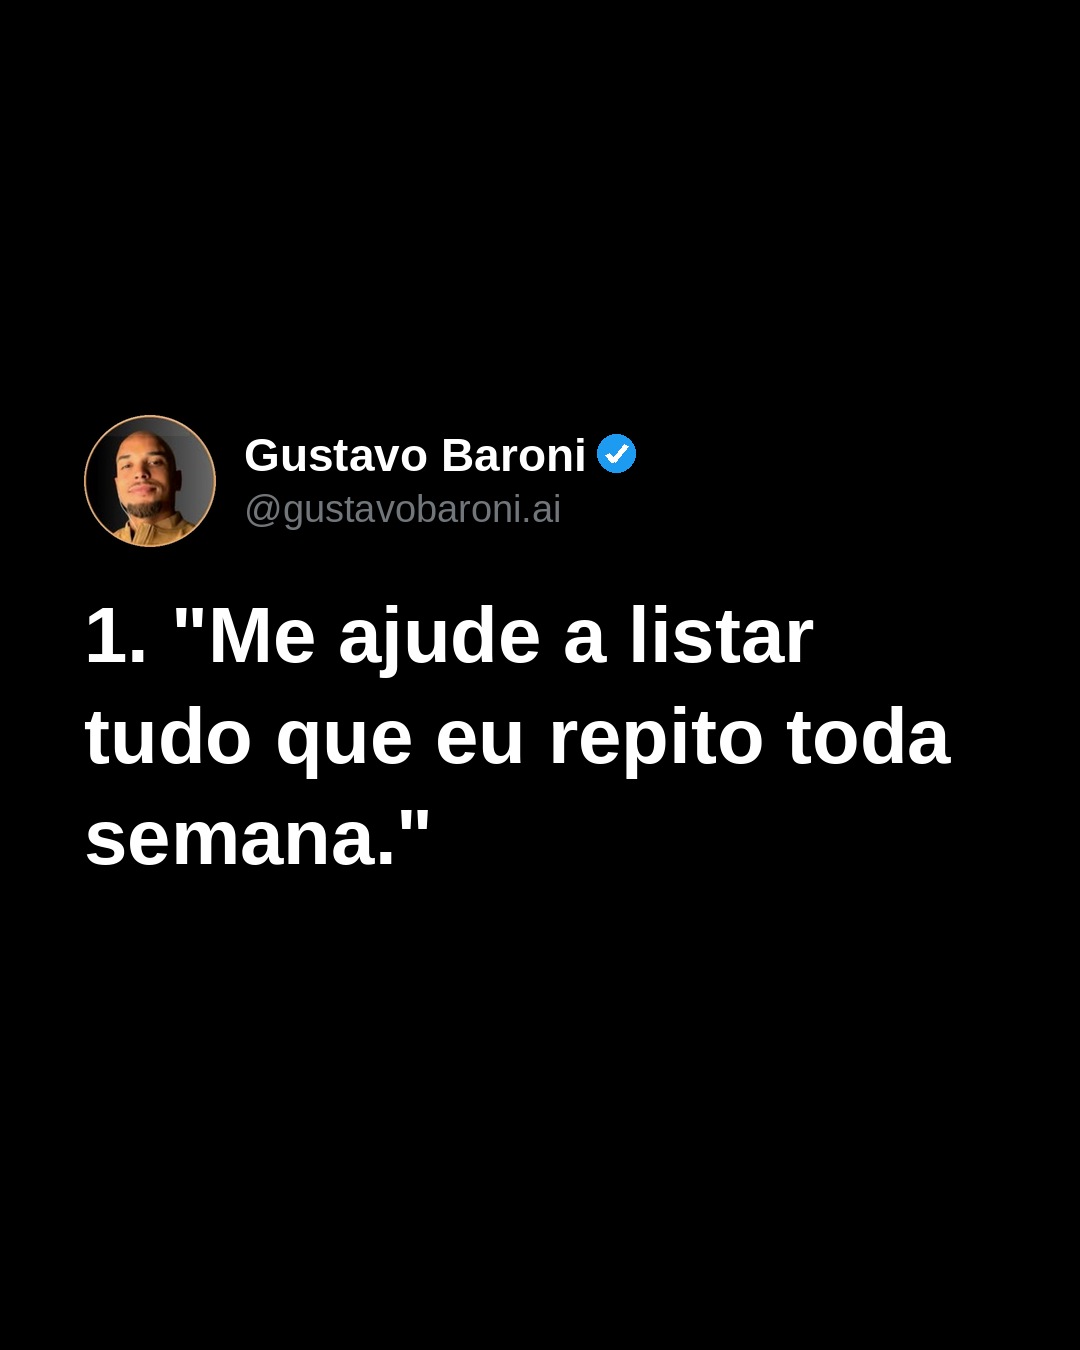 Gustavo Baroni
@gustavobaroni.ai
1. "Me ajude a listar
tudo que eu repito toda
semana."